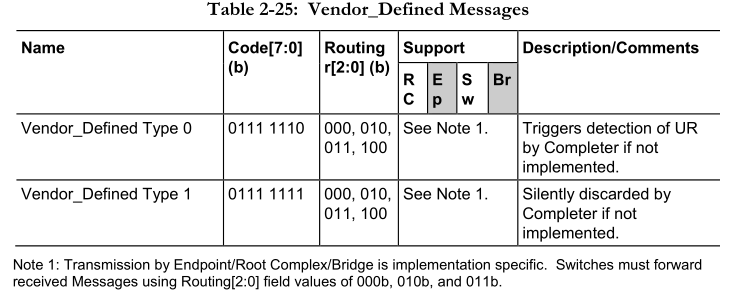 Table 2-25: Vendor_Defined Messages
Name Code[7:0] (b) Routing r[2:0] (b) Support Description/Comments
RC Ep Sw Br
Vendor_Defined Type 0 0111 1110 000, 010, 011, 100 See Note 1. Triggers detection of UR by Completer if not implemented.
Vendor_Defined Type 1 0111 1111 000, 010, 011, 100 See Note 1. Silently discarded by Completer if not implemented.
Note 1: Transmission by Endpoint/Root Complex/Bridge is implementation specific. Switches must forward
received Messages using Routing[2:0] field values of 000b, 010b, and 011b.